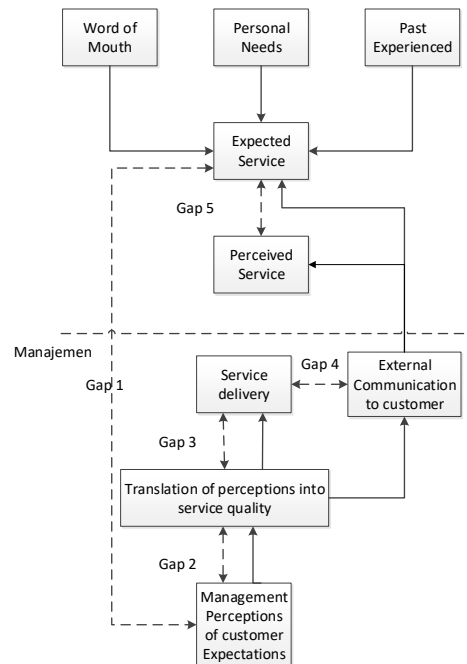 Word of
Mouth
Personal
Needs
Past
Experienced
Expected
Service
Gap 5
Perceived
Service
Manajemen
Gap 1
Service
delivery
Gap 4
External
Communication
to customer
Gap 3
Translation of perceptions into
service quality
Gap 2
Management
Perceptions
of customer
Expectations